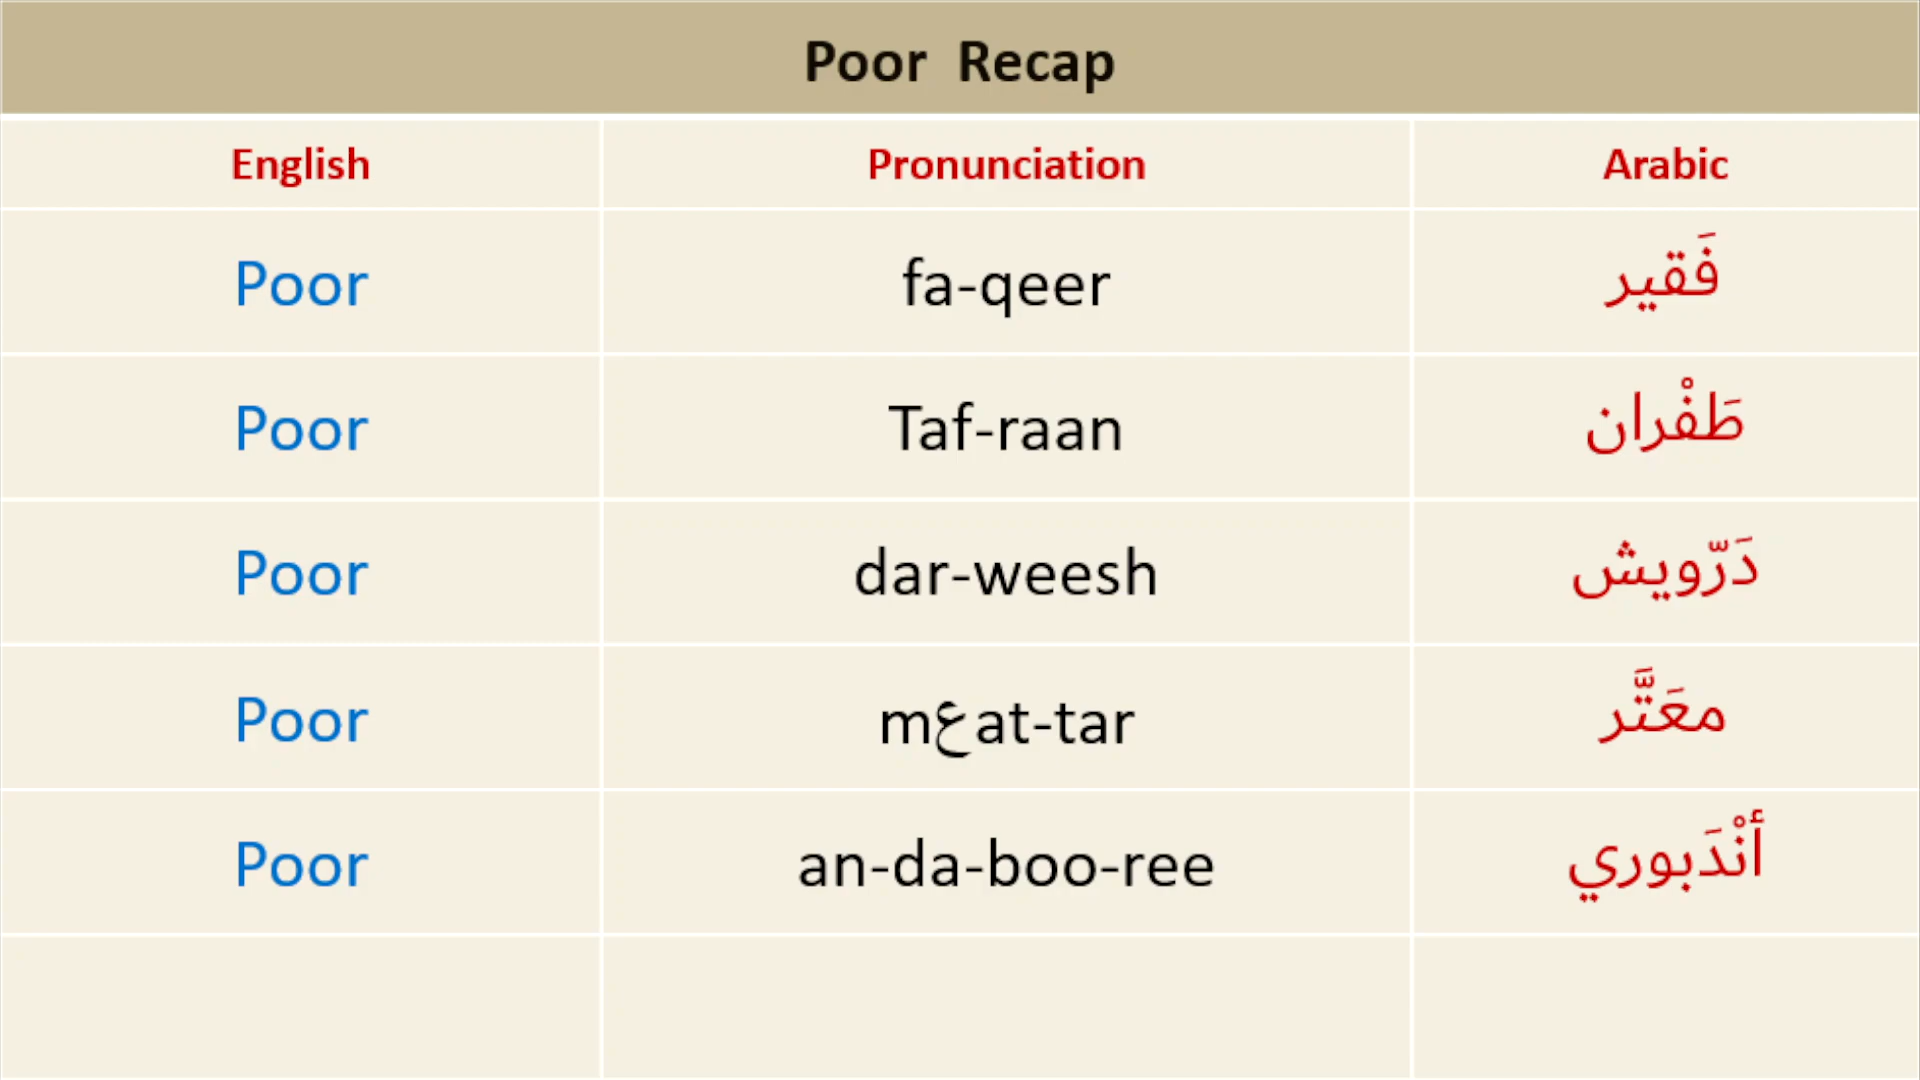 Poor Recap
English Pronunciation Arabic
Poor fa-qeer فَقير
Poor Taf-raan طَفْران
Poor dar-weesh دَرّويش
Poor mعat-tar معَتَّر
Poor an-da-boo-ree أنْدَبوري